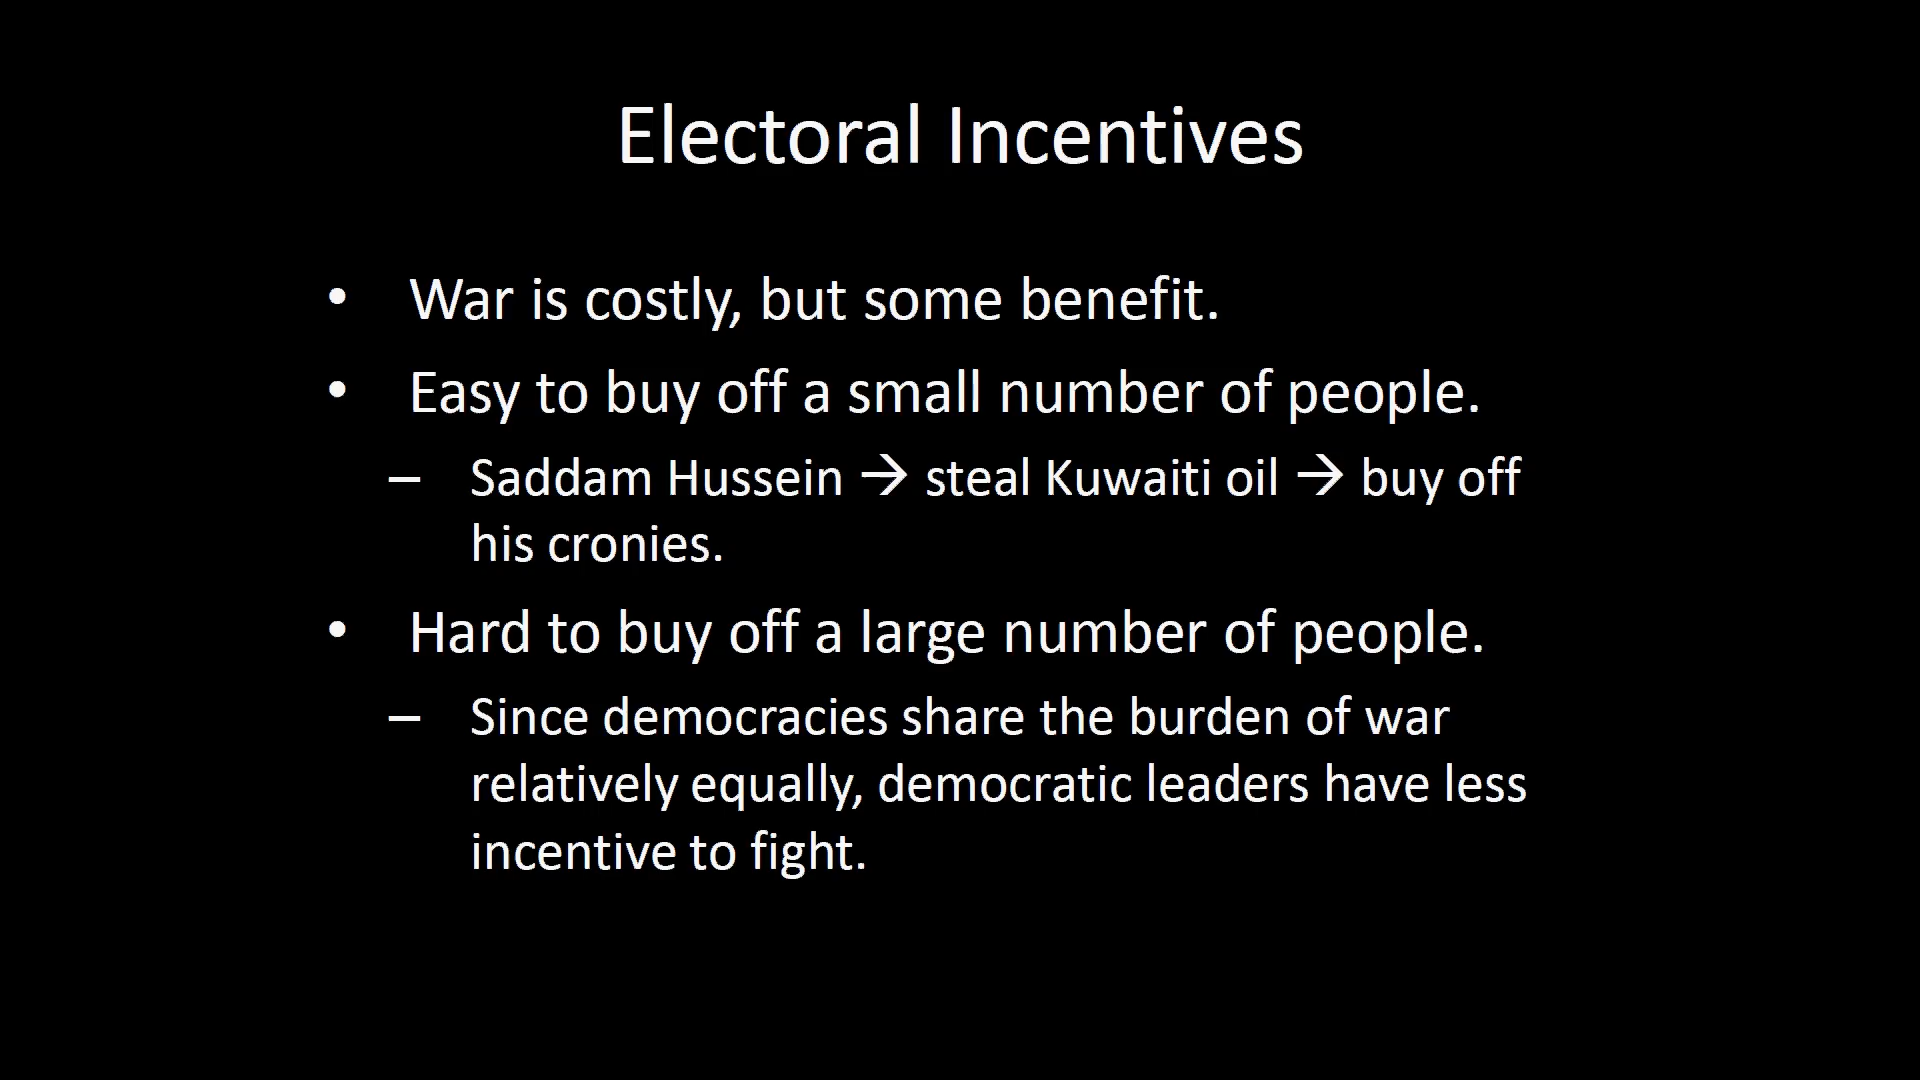 Electoral Incentives
• War is costly, but some benefit.
• Easy to buy off a small number of people.
– Saddam Hussein → steal Kuwaiti oil → buy off
his cronies.
• Hard to buy off a large number of people.
– Since democracies share the burden of war
relatively equally, democratic leaders have less
incentive to fight.